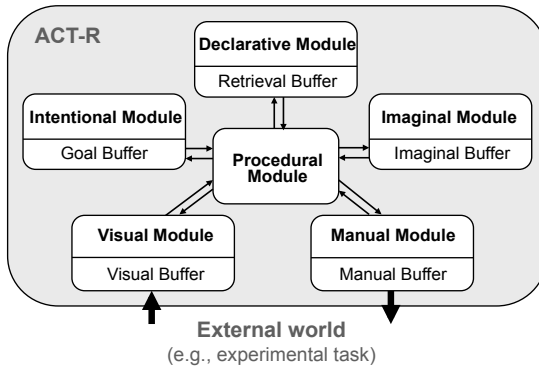 ACT-R
Declarative Module
Retrieval Buffer
Intentional Module
Goal Buffer
Imaginal Module
Imaginal Buffer
Procedural
Module
Visual Module
Visual Buffer
Manual Module
Manual Buffer
External world
(e.g., experimental task)